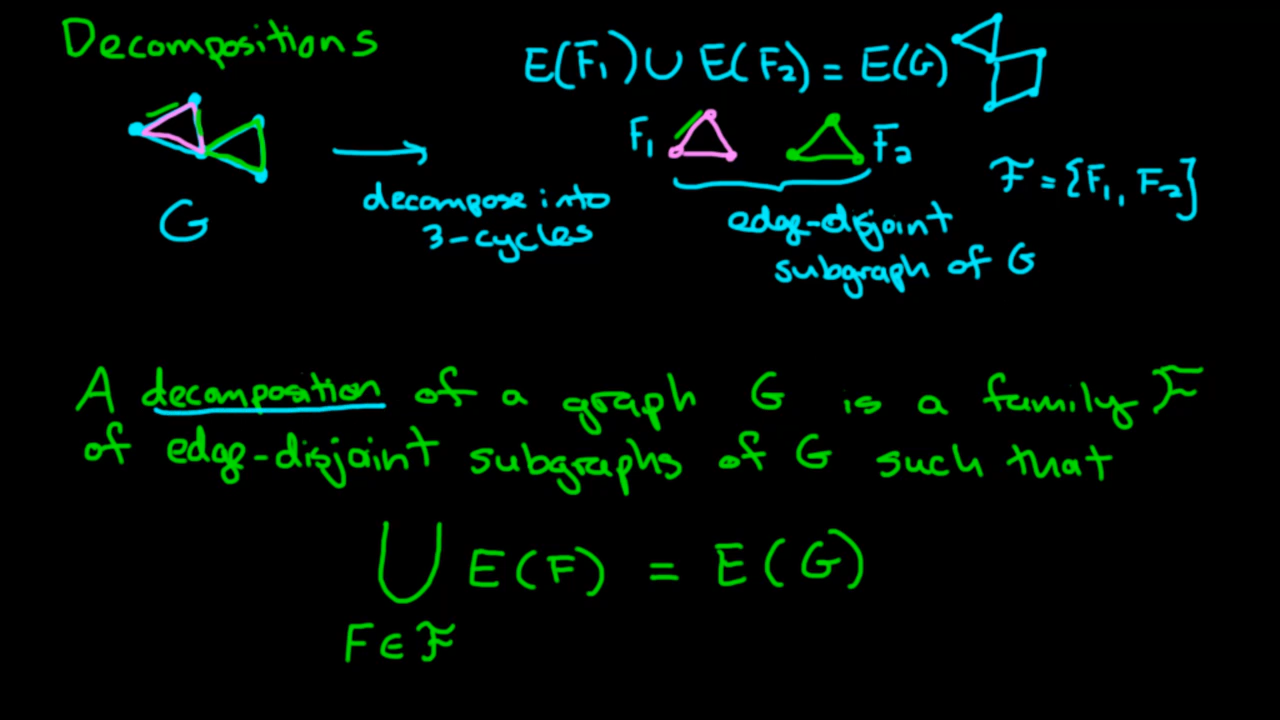 Decompositions
E(F₁) ∪ E(F₂) = E(G)
F₁
F₂
F = {F₁, F₂}
G
decompose into
3-cycles
edge-disjoint
subgraph of G
A decomposition of a graph G is a family F
of edge-disjoint subgraphs of G such that
⋃ E(F) = E(G)
F ∈ F